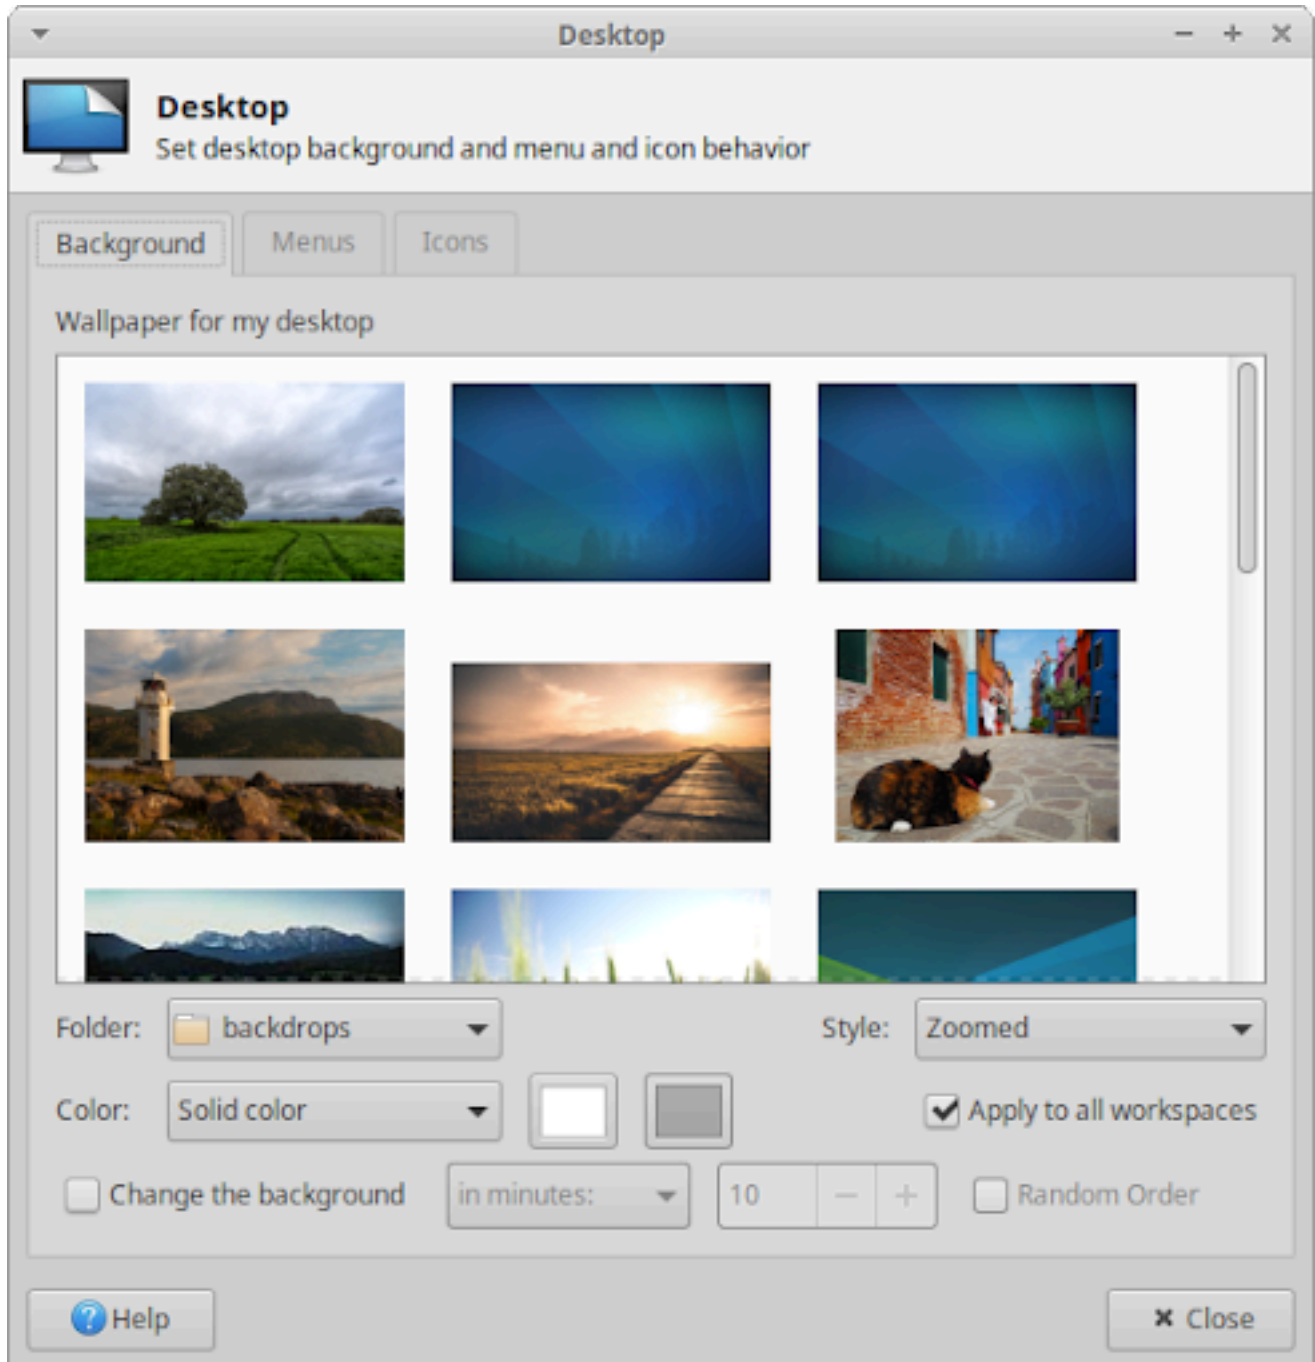 Desktop
Desktop
Set desktop background and menu and icon behavior
Background Menus Icons
Wallpaper for my desktop
Folder: backdrops Style: Zoomed
Color: Solid color Apply to all workspaces
Change the background in minutes: 10 Random Order
Help Close